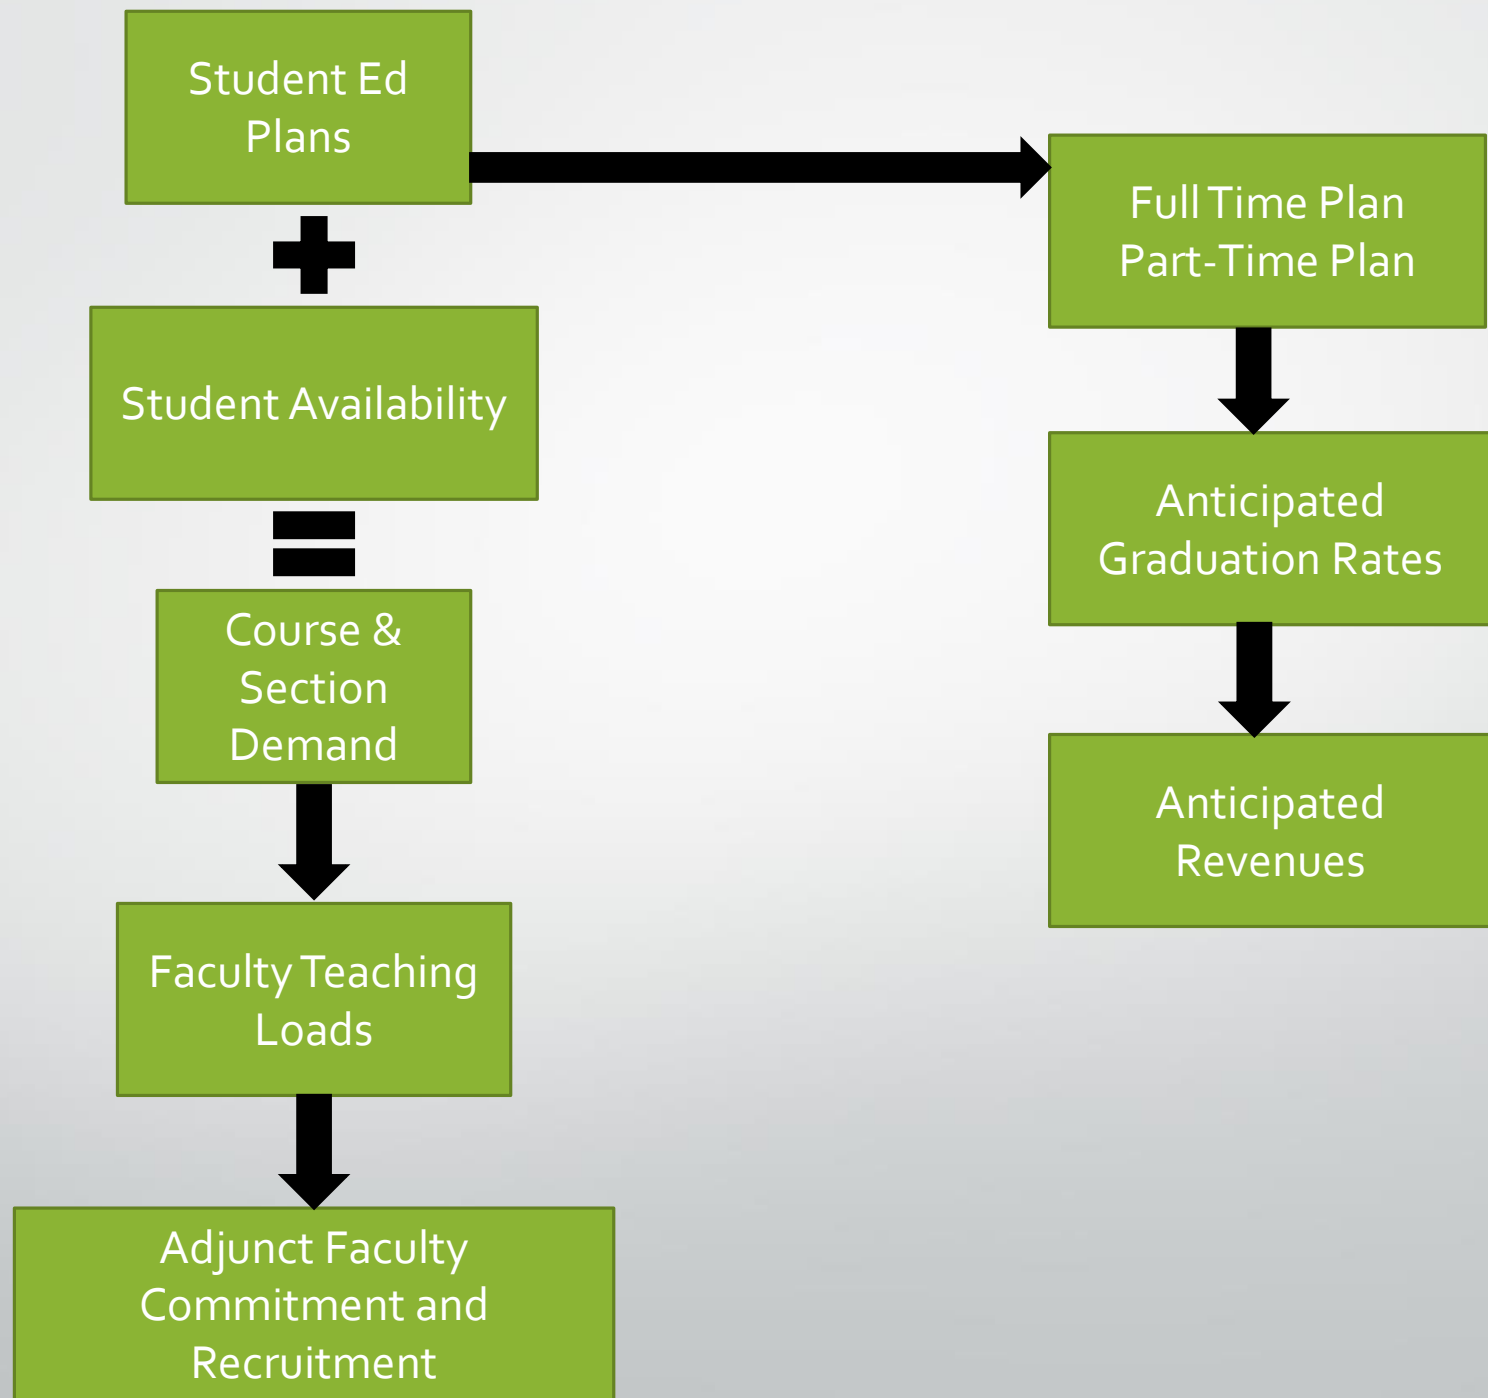 Student Ed
Plans
Student Availability
Course &
Section
Demand
Faculty Teaching
Loads
Adjunct Faculty
Commitment and
Recruitment
Full Time Plan
Part-Time Plan
Anticipated
Graduation Rates
Anticipated
Revenues